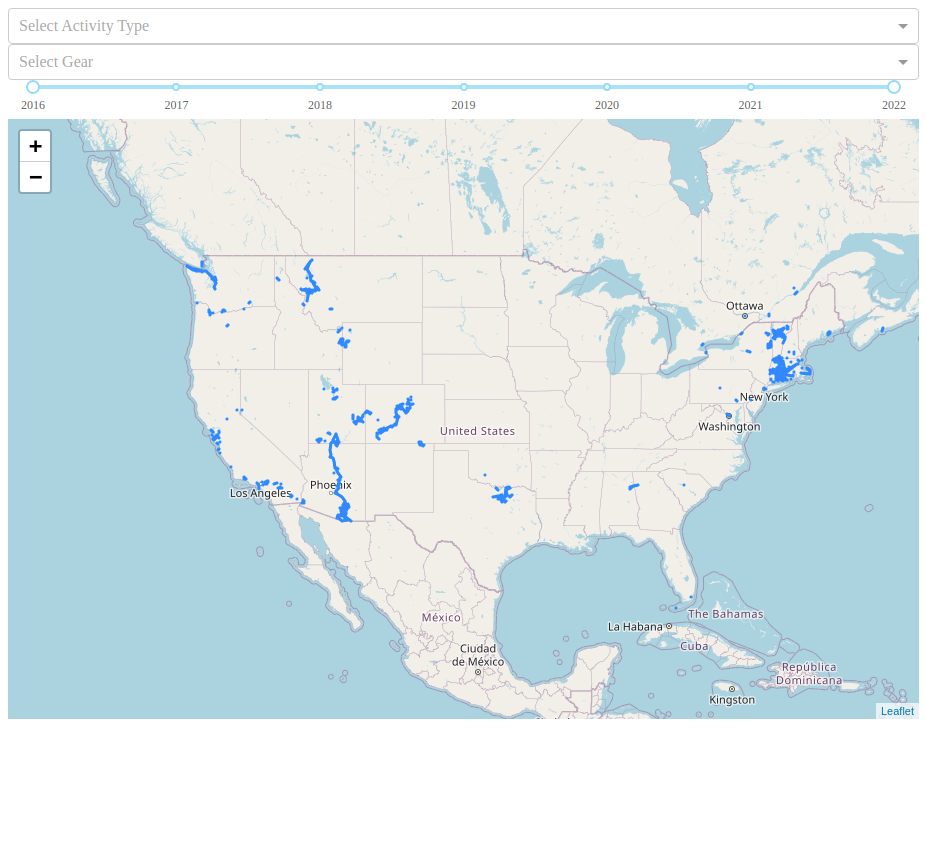 Select Activity Type
Select Gear
2016 2017 2018 2019 2020 2021 2022
+
−
Ottawa
New York
Washington
United States
Phoenix
Los Angeles
The Bahamas
La Habana
México
Cuba
Ciudad
de México
República
Dominicana
Kingston
Leaflet